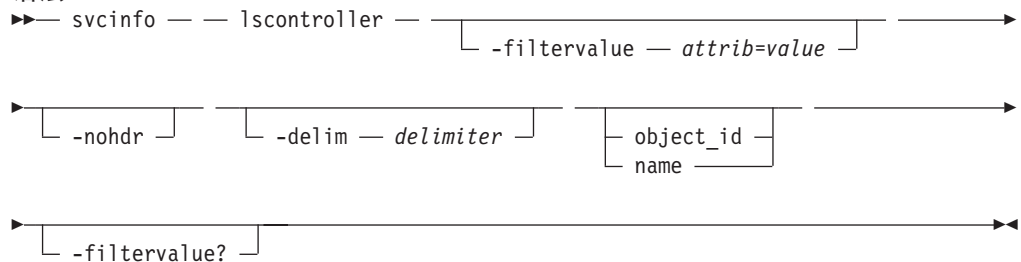 svcinfo lscontroller
-filtervalue attrib=value
-nohdr -delim delimiter object_id
name
-filtervalue?